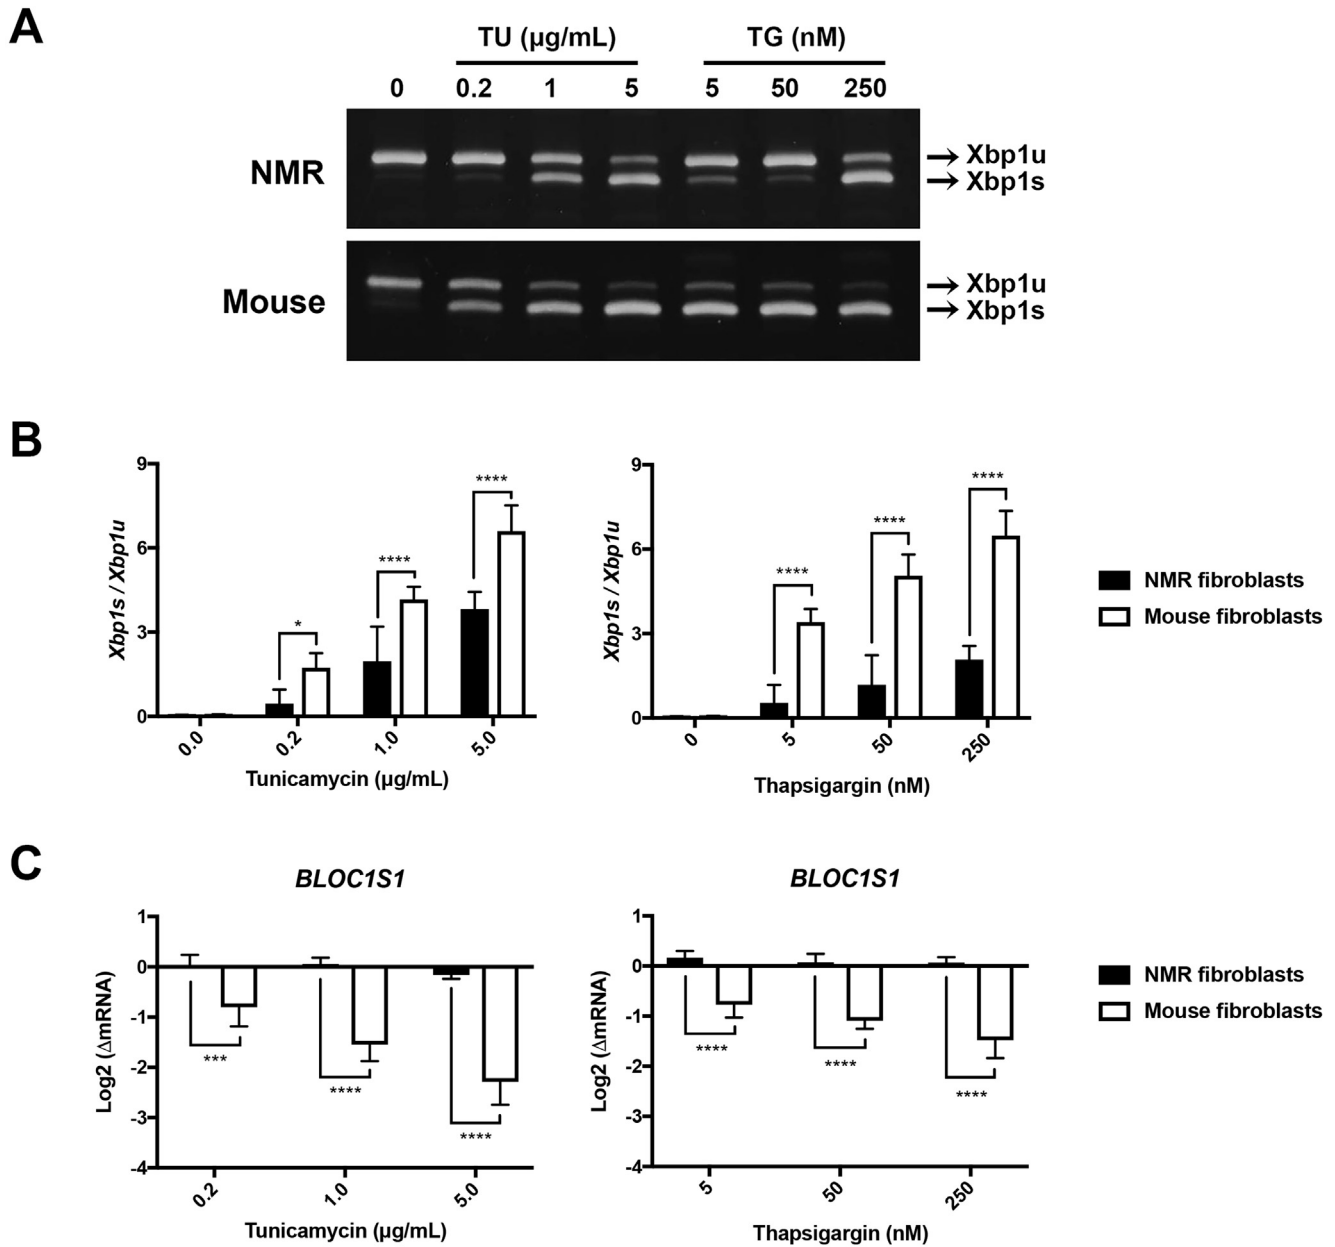 A
TU (µg/mL) TG (nM)
0 0.2 1 5 5 50 250
NMR
Xbp1u
Xbp1s
Mouse
Xbp1u
Xbp1s
B
Xbp1s / Xbp1u
9
6
3
0
*
****
****
0.0 0.2 1.0 5.0
Tunicamycin (µg/mL)
Xbp1s / Xbp1u
9
6
3
0
****
****
****
0 5 50 250
Thapsigargin (nM)
NMR fibroblasts
Mouse fibroblasts
C
BLOC1S1
Log2 (∆mRNA)
1
0
-1
-2
-3
-4
***
****
****
0.2 1.0 5.0
Tunicamycin (µg/mL)
BLOC1S1
Log2 (∆mRNA)
1
0
-1
-2
-3
-4
****
****
****
5 50 250
Thapsigargin (nM)
NMR fibroblasts
Mouse fibroblasts